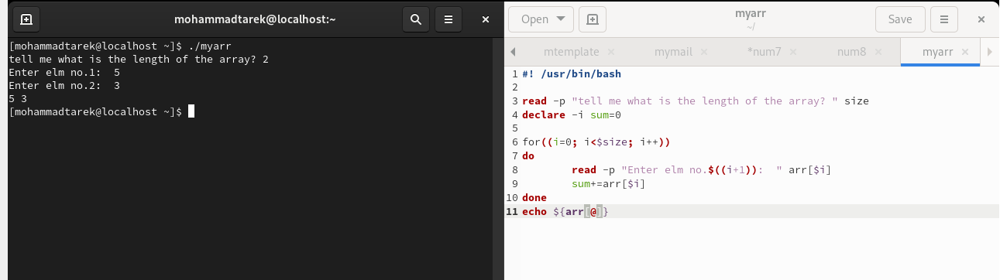 mohammadtarek@localhost:~
[mohammadtarek@localhost ~]$ ./myarr
tell me what is the length of the array? 2
Enter elm no.1:  5
Enter elm no.2:  3
5 3
[mohammadtarek@localhost ~]$
Open
myarr
~/
Save
mtemplate
mymail
*num7
num8
myarr
1 #! /usr/bin/bash
2
3 read -p "tell me what is the length of the array? " size
4 declare -i sum=0
5
6 for((i=0; i<$size; i++))
7 do
8         read -p "Enter elm no.$((i+1)):  " arr[$i]
9         sum+=arr[$i]
10 done
11 echo ${arr[@]}